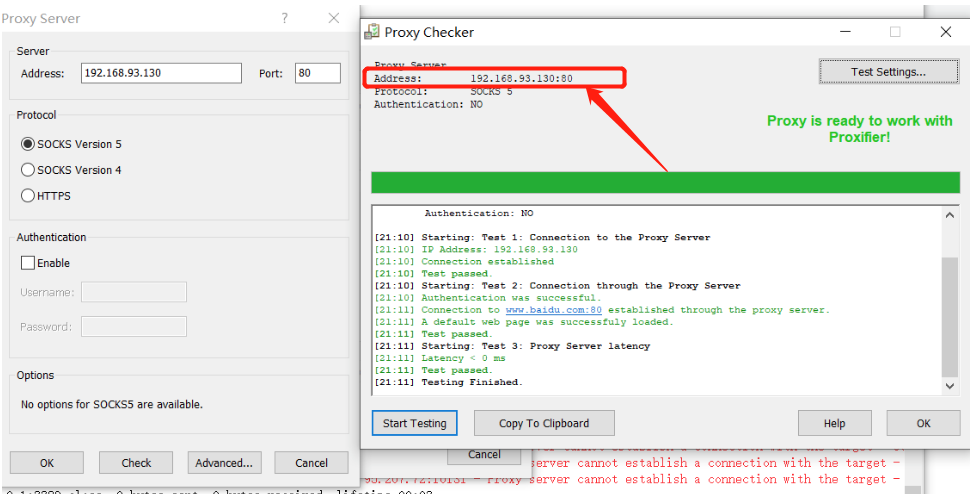 Proxy Server
?
Server
Address: 192.168.93.130 Port: 80
Protocol
SOCKS Version 5
SOCKS Version 4
HTTPS
Authentication
Enable
Username:
Password:
Options
No options for SOCKS5 are available.
OK Check Advanced... Cancel
Proxy Checker
Proxy Server
Address: 192.168.93.130:80
Protocol: SOCKS 5
Authentication: NO
Test Settings...
Proxy is ready to work with
Proxifier!
Authentication: NO
[21:10] Starting: Test 1: Connection to the Proxy Server
[21:10] IP Address: 192.168.93.130
[21:10] Connection established
[21:10] Test passed.
[21:10] Starting: Test 2: Connection through the Proxy Server
[21:10] Authentication was successful.
[21:11] Connection to www.baidu.com:80 established through the proxy server.
[21:11] A default web page was successfuly loaded.
[21:11] Test passed.
[21:11] Starting: Test 3: Proxy Server latency
[21:11] Latency < 0 ms
[21:11] Test passed.
[21:11] Testing Finished.
Start Testing Copy To Clipboard Help OK
Cancel
server cannot establish a connection with the target -
95.207.72:10131 - Proxy server cannot establish a connection with the target -